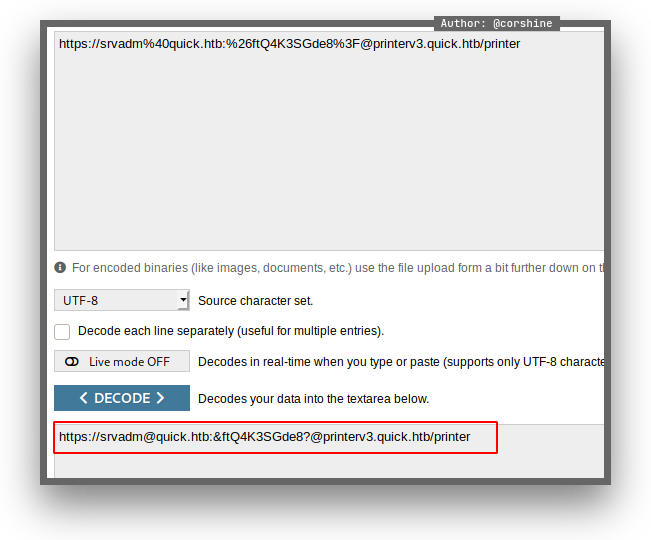 Author: @corshine
https://srvadm%40quick.htb:%26ftQ4K3SGde8%3F@printerv3.quick.htb/printer
For encoded binaries (like images, documents, etc.) use the file upload form a bit further down on th
UTF-8 Source character set.
Decode each line separately (useful for multiple entries).
Live mode OFF Decodes in real-time when you type or paste (supports only UTF-8 characte
< DECODE > Decodes your data into the textarea below.
https://srvadm@quick.htb:&ftQ4K3SGde8?@printerv3.quick.htb/printer